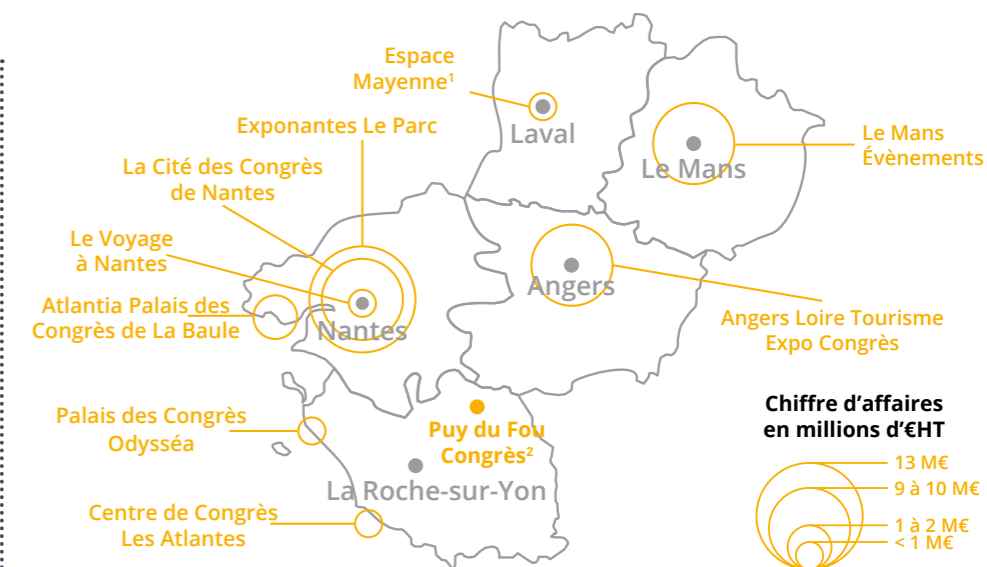 Espace
Mayenne¹
Laval
Exponantes Le Parc
Le Mans
Le Mans
Évènements
La Cité des Congrès
de Nantes
Le Voyage
à Nantes
Angers
Atlantia Palais des
Congrès de La Baule
Nantes
Angers Loire Tourisme
Expo Congrès
Palais des Congrès
Odysséa
Puy du Fou
Congrès²
La Roche-sur-Yon
Centre de Congrès
Les Atlantes
Chiffre d’affaires
en millions d’€HT
13 M€
9 à 10 M€
1 à 2 M€
< 1 M€